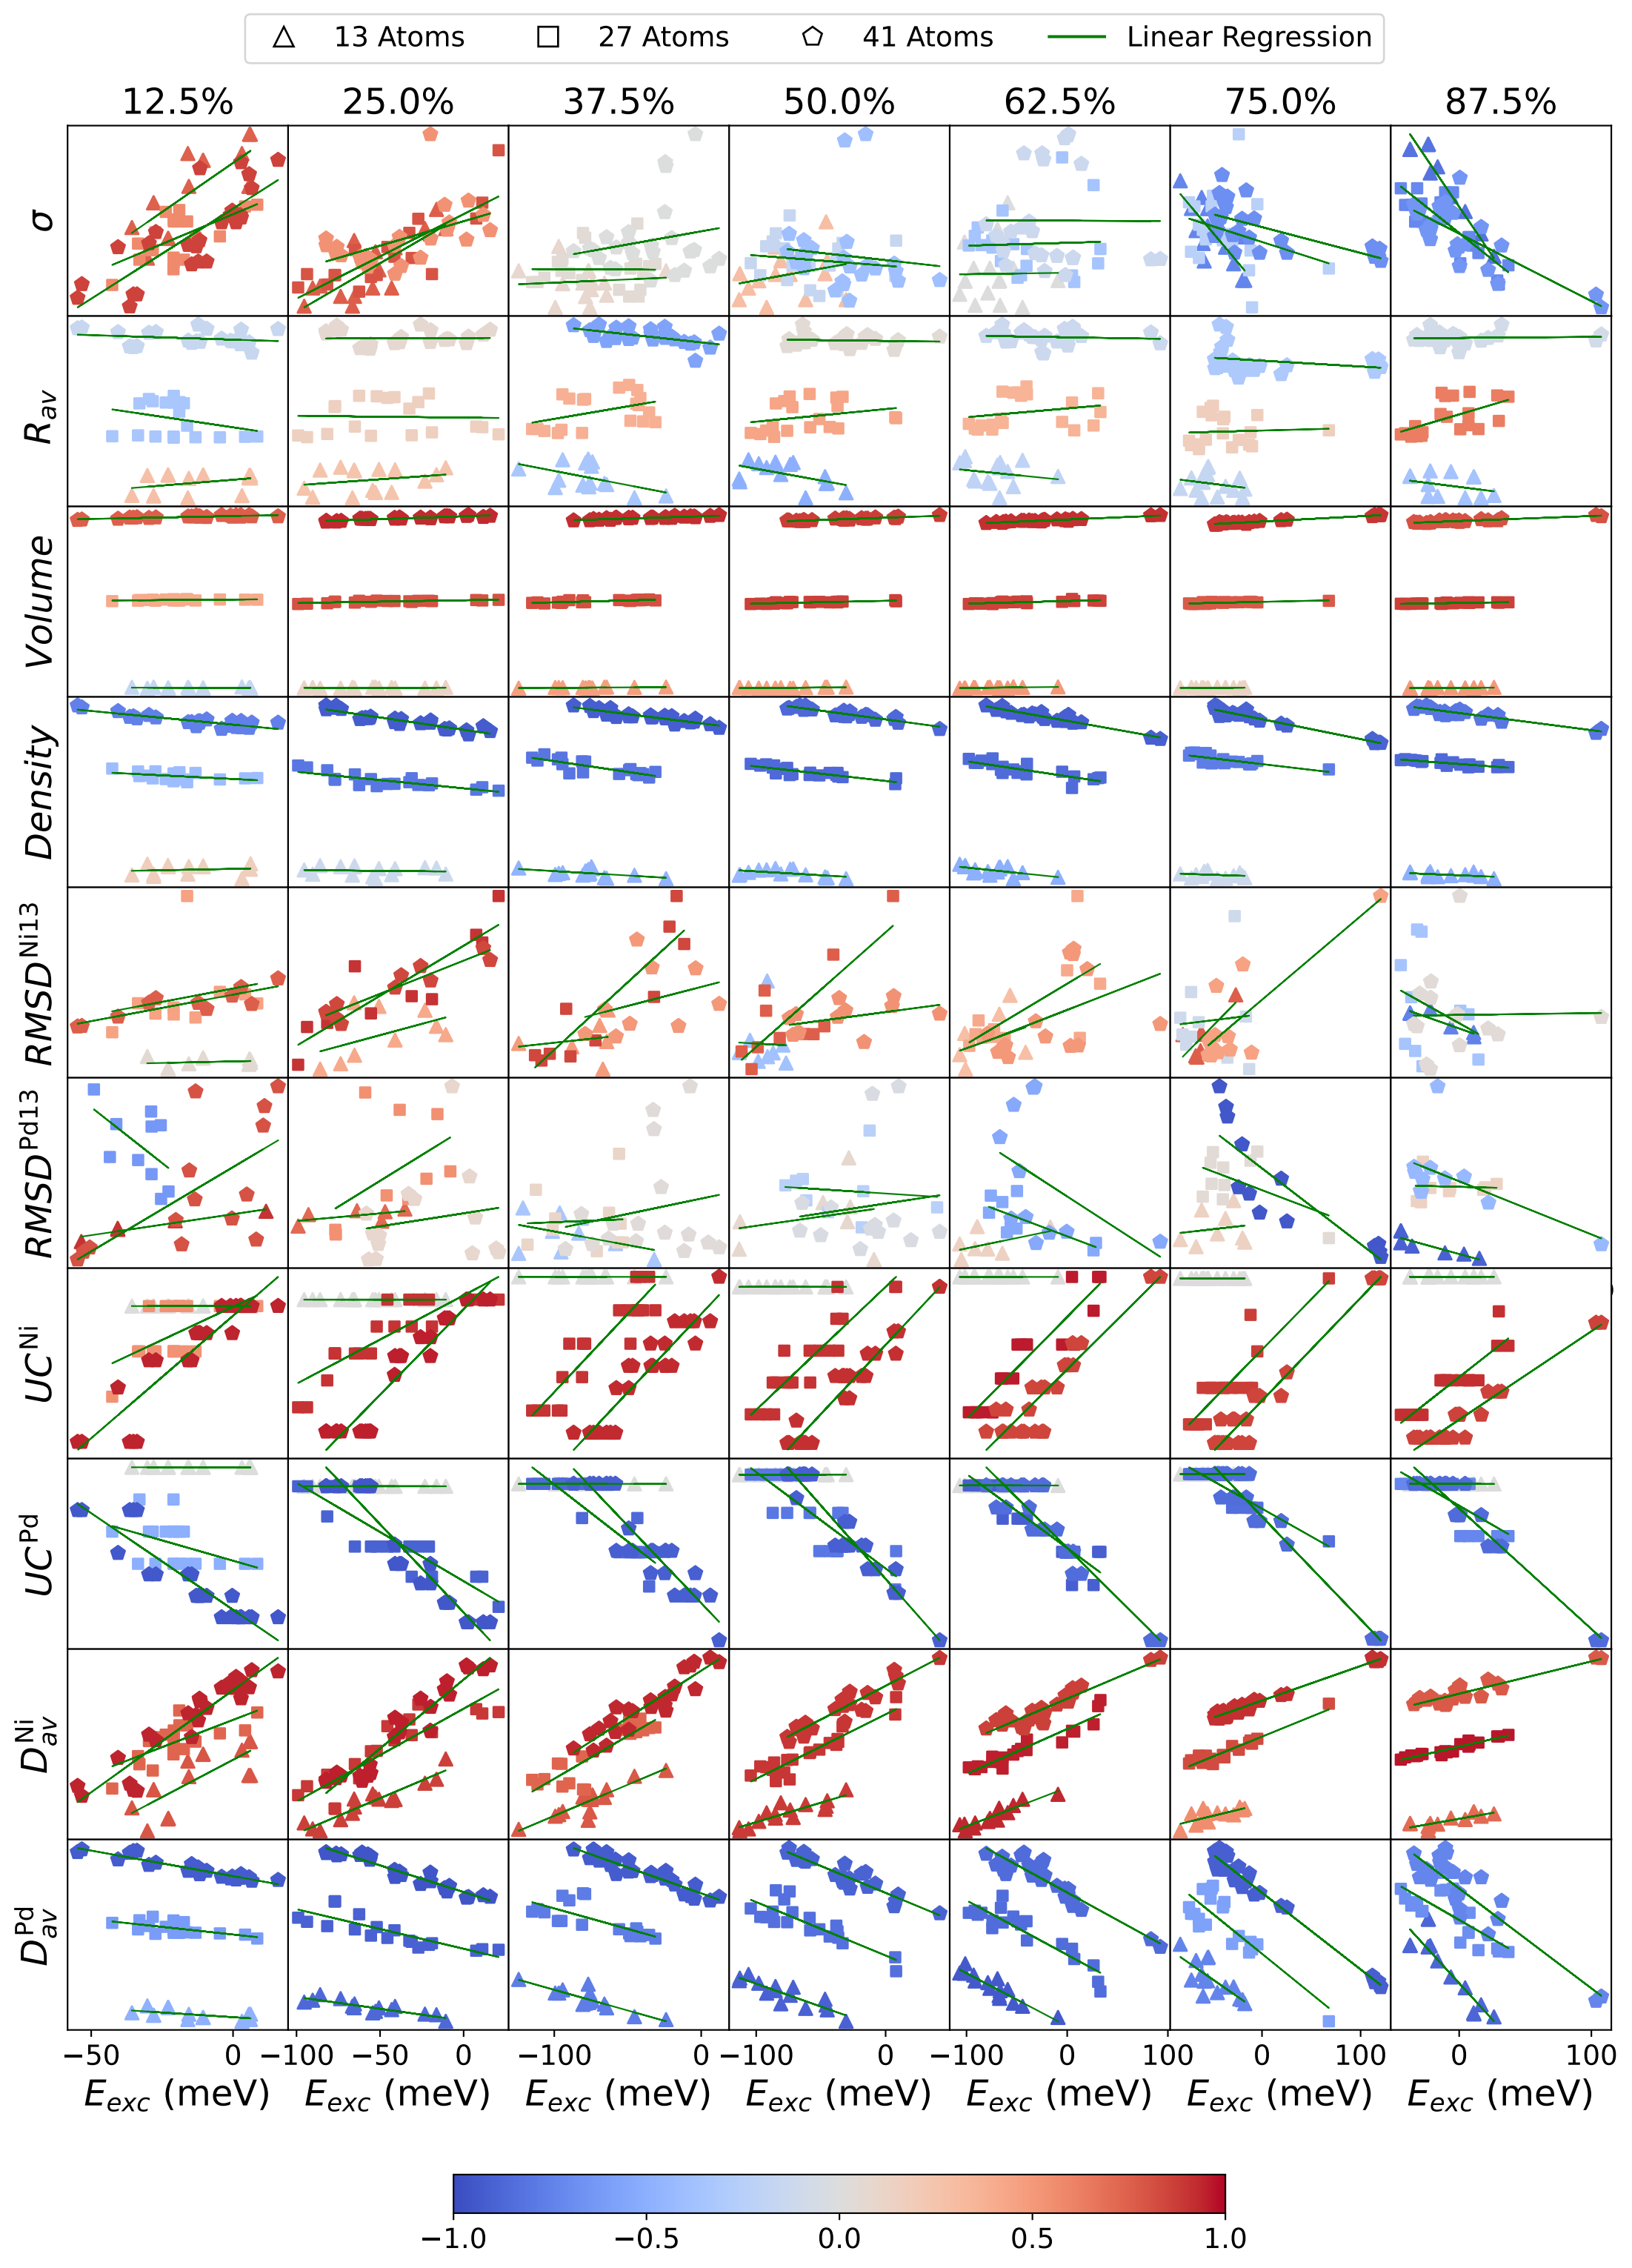 13 Atoms 27 Atoms 41 Atoms Linear Regression
12.5% 25.0% 37.5% 50.0% 62.5% 75.0% 87.5%
σ
R_av
Volume
Density
RMSD^Ni13
RMSD^Pd13
UC^Ni
UC^Pd
D_av^Ni
D_av^Pd
−50 0 −100 −50 0 −100 0 −100 0 −100 0 100 0 100 0 100
E_exc (meV) E_exc (meV) E_exc (meV) E_exc (meV) E_exc (meV) E_exc (meV) E_exc (meV)
−1.0 −0.5 0.0 0.5 1.0